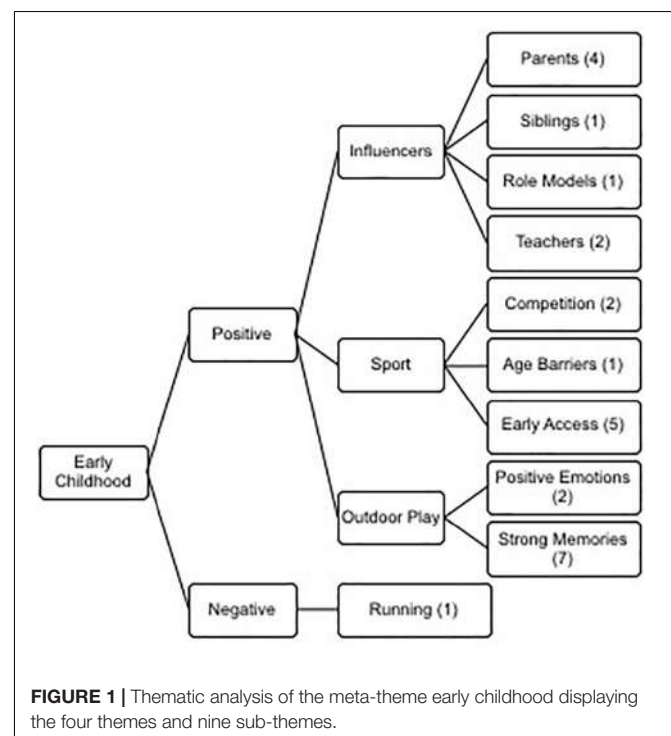 Parents (4)
Siblings (1)
Influencers
Role Models (1)
Teachers (2)
Competition (2)
Positive
Sport
Age Barriers (1)
Early Access (5)
Early
Childhood
Positive Emotions
(2)
Outdoor Play
Strong Memories
(7)
Negative
Running (1)
FIGURE 1 | Thematic analysis of the meta-theme early childhood displaying
the four themes and nine sub-themes.